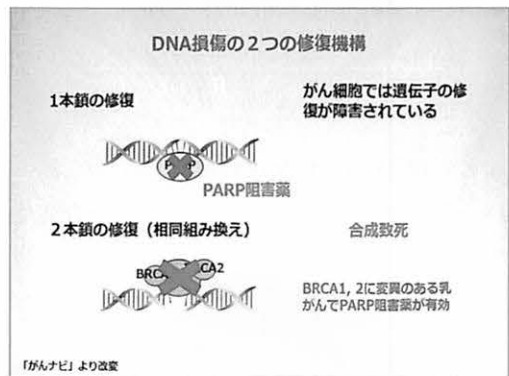 DNA損傷の２つの修復機構
1本鎖の修復
がん細胞では遺伝子の修
復が障害されている
PARP阻害薬
２本鎖の修復（相同組み換え）
合成致死
BRCA1, 2に変異のある乳
がんでPARP阻害薬が有効
「がんナビ」より改変